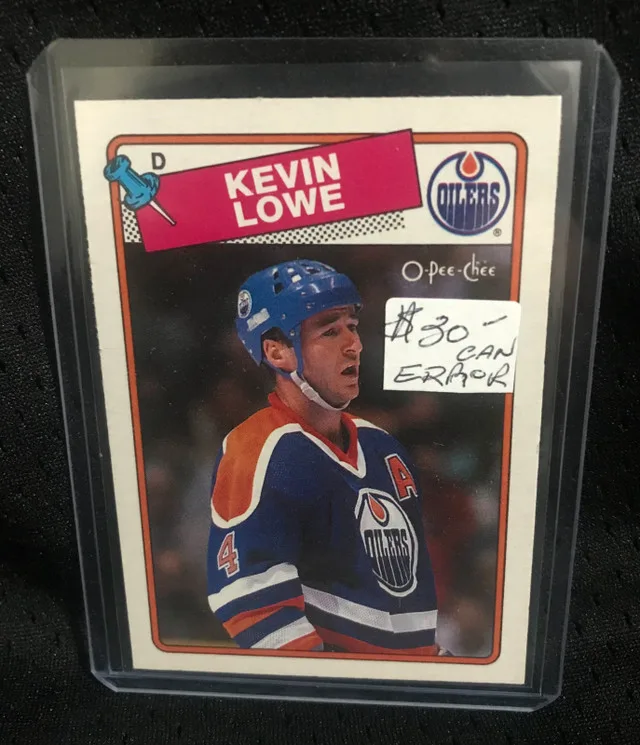 D
KEVIN
LOWE
OILERS
®
O-Pee-Chee
$30-
CAN
ERROR
A
4
OILERS